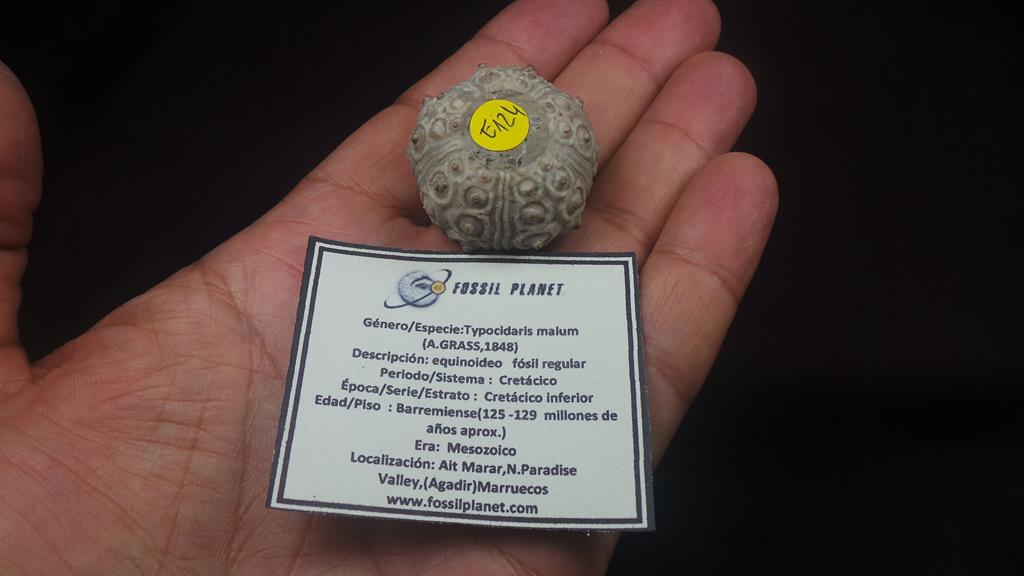 E124
FOSSIL PLANET
Género/Especie:Typocidaris malum
(A.GRASS,1848)
Descripción: equinoideo fósil regular
Periodo/Sistema : Cretácico
Época/Serie/Estrato : Cretácico inferior
Edad/Piso : Barremiense(125 -129 millones de
años aprox.)
Era: Mesozoico
Localización: Ait Marar,N.Paradise
Valley,(Agadir)Marruecos
www.fossilplanet.com